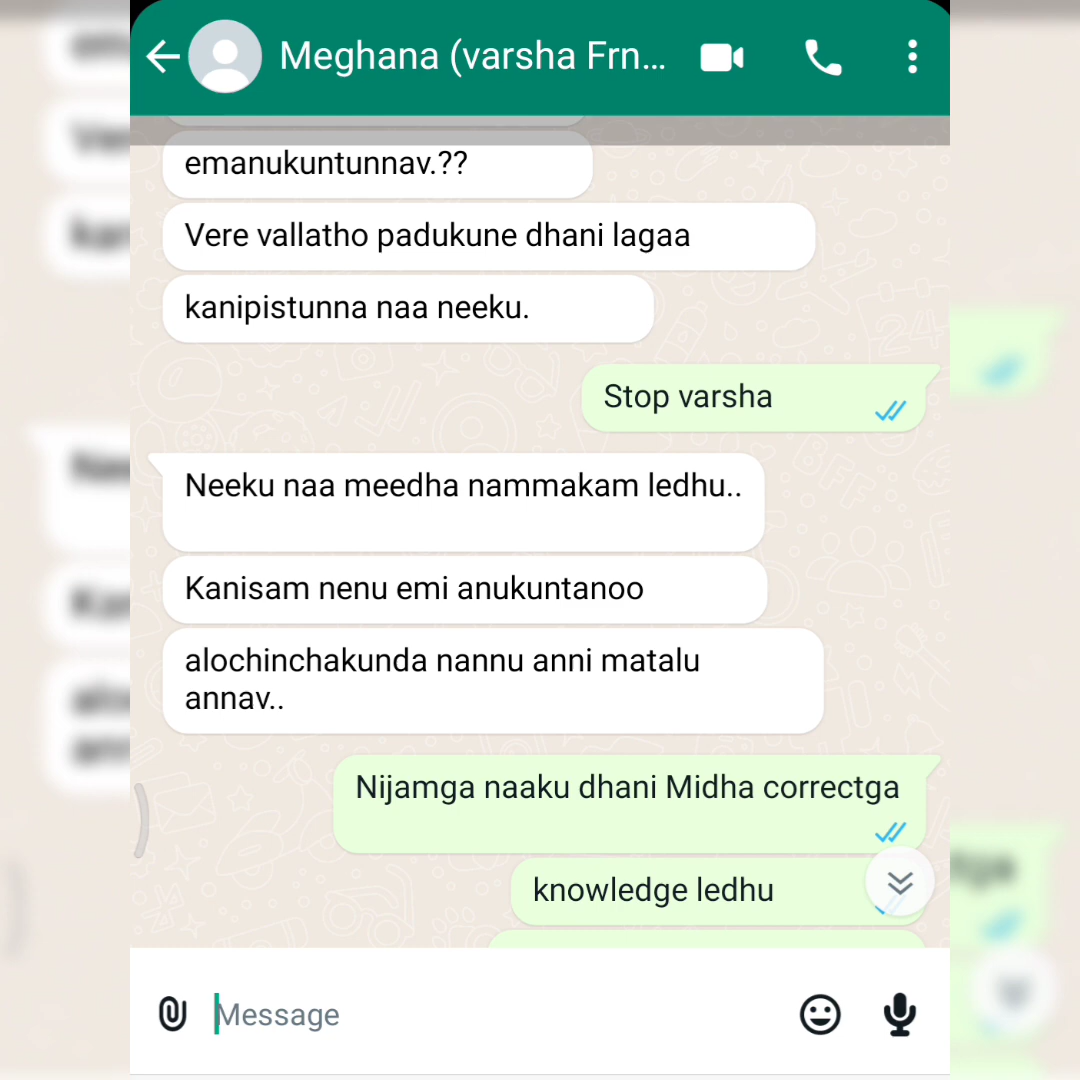 Meghana (varsha Frn...
emanukuntunnav.??
Vere vallatho padukune dhani lagaa
kanipistunna naa neeku.
Stop varsha
Neeku naa meedha nammakam ledhu..
Kanisam nenu emi anukuntanoo
alochinchakunda nannu anni matalu
annav..
Nijamga naaku dhani Midha correctga
knowledge ledhu
Message